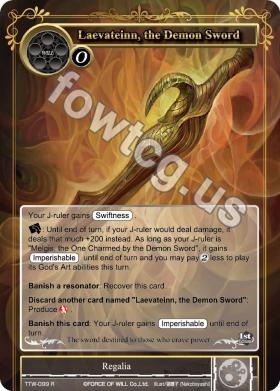 Laevateinn, the Demon Sword
0
fowtcg.us
Your J-ruler gains Swiftness.
: Until end of turn, if your J-ruler would deal damage, it
deals that much +200 instead. As long as your J-ruler is
"Melgis, the One Charmed by the Demon Sword", it gains
Imperishable until end of turn and you may pay 2 less to play
its God's Art abilities this turn.
Banish a resonator: Recover this card.
Discard another card named "Laevateinn, the Demon Sword":
Produce
Banish this card: Your J-ruler gains Imperishable until end of
turn.
1st
The sword destined to those who crave power.
Regalia
TTW-099 R
©FORCE OF WILL Co.,Ltd.